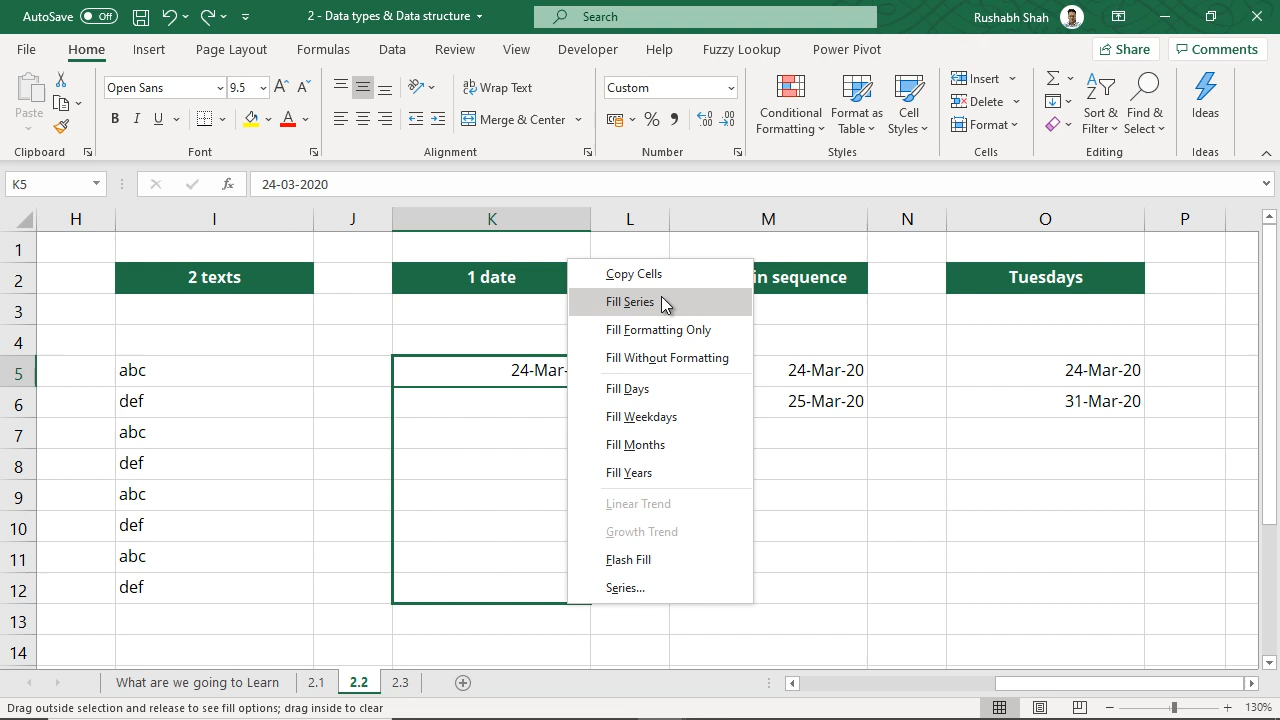 AutoSave Off 2 - Data types & Data structure Search Rushabh Shah
File Home Insert Page Layout Formulas Data Review View Developer Help Fuzzy Lookup Power Pivot Share Comments
Paste
Open Sans 9.5
B I U A
Wrap Text
Merge & Center
Custom
% ,
Conditional Formatting
Format as Table
Cell Styles
Insert
Delete
Format
Sort & Filter
Find & Select
Ideas
Clipboard Font Alignment Number Styles Cells Editing Ideas
K5 fx 24-03-2020
H I J K L M N O P
1
2 2 texts 1 date in sequence Tuesdays
3
4
5 abc 24-Mar- 24-Mar-20 24-Mar-20
6 def 25-Mar-20 31-Mar-20
7 abc
8 def
9 abc
10 def
11 abc
12 def
13
14
Copy Cells
Fill Series
Fill Formatting Only
Fill Without Formatting
Fill Days
Fill Weekdays
Fill Months
Fill Years
Linear Trend
Growth Trend
Flash Fill
Series...
What are we going to Learn 2.1 2.2 2.3
Drag outside selection and release to see fill options; drag inside to clear 130%